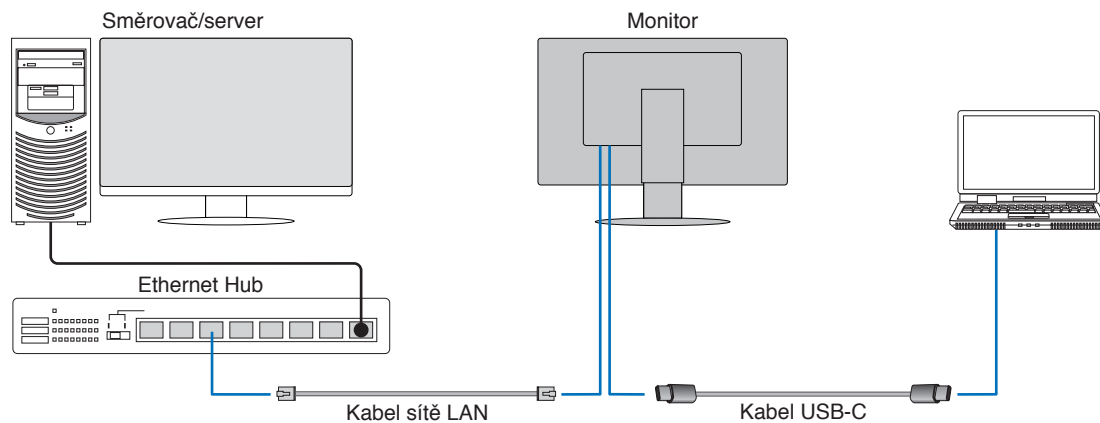 Směrovač/server
Monitor
Ethernet Hub
Kabel sítě LAN
Kabel USB-C